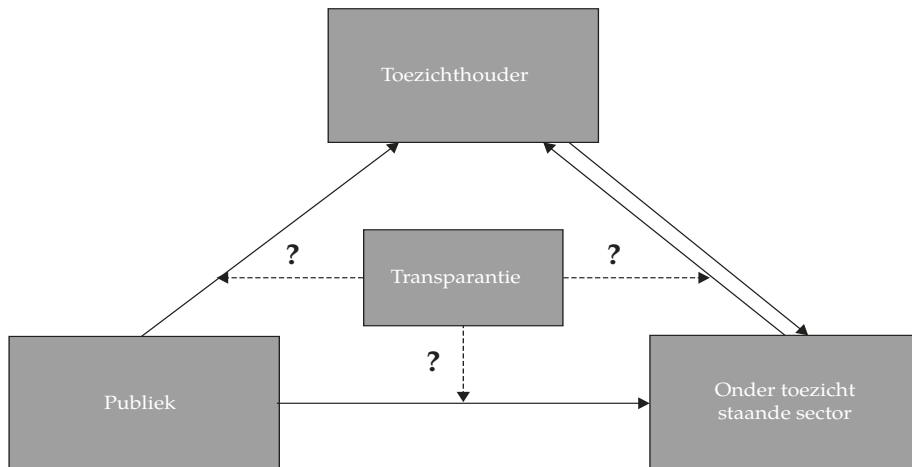 Toezichthouder
?
?
Transparantie
?
Publiek
Onder toezicht
staande sector